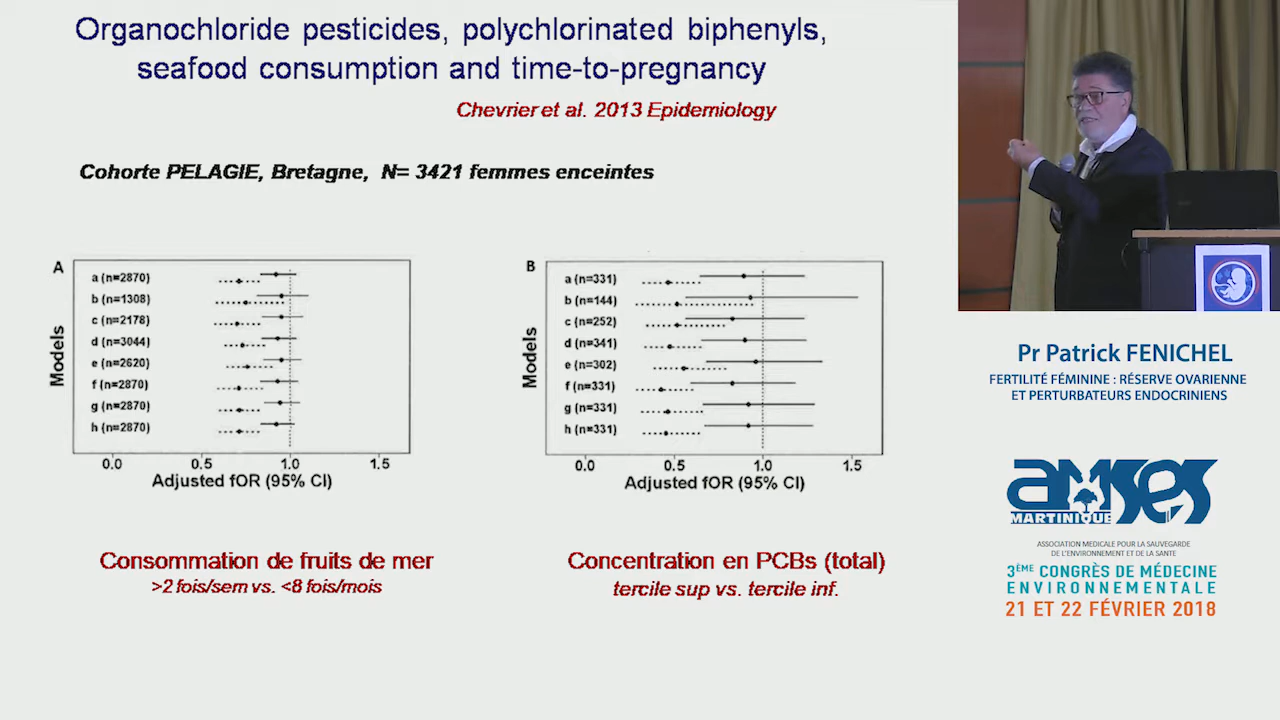 Organochloride pesticides, polychlorinated biphenyls,
seafood consumption and time-to-pregnancy
Chevrier et al. 2013 Epidemiology
Cohorte PELAGIE, Bretagne, N= 3421 femmes enceintes
A
Models
a (n=2870)
b (n=1308)
c (n=2178)
d (n=3044)
e (n=2620)
f (n=2870)
g (n=2870)
h (n=2870)
0.0 0.5 1.0 1.5
Adjusted fOR (95% CI)
Consommation de fruits de mer
>2 fois/sem vs. <8 fois/mois
B
Models
a (n=331)
b (n=144)
c (n=252)
d (n=341)
e (n=302)
f (n=331)
g (n=331)
h (n=331)
0.0 0.5 1.0 1.5
Adjusted fOR (95% CI)
Concentration en PCBs (total)
tercile sup vs. tercile inf.
Pr Patrick FENICHEL
FERTILITÉ FÉMININE : RÉSERVE OVARIENNE
ET PERTURBATEURS ENDOCRINIENS
amses
MARTINIQUE
ASSOCIATION MEDICALE POUR LA SAUVEGARDE
DE L'ENVIRONNEMENT ET DE LA SANTE
3ÈME CONGRÈS DE MÉDECINE
ENVIRONNEMENTALE
21 ET 22 FÉVRIER 2018